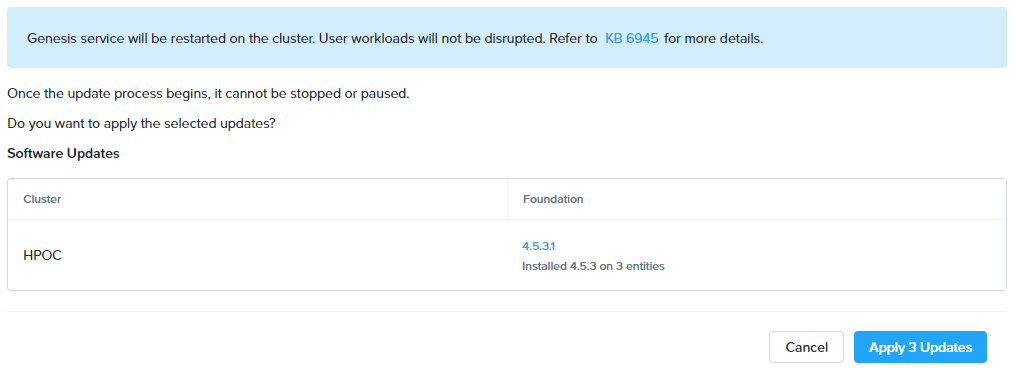 Genesis service will be restarted on the cluster. User workloads will not be disrupted. Refer to KB 6945 for more details.
Once the update process begins, it cannot be stopped or paused.
Do you want to apply the selected updates?
Software Updates
Cluster Foundation
HPOC
4.5.3.1
Installed 4.5.3 on 3 entities
Cancel Apply 3 Updates